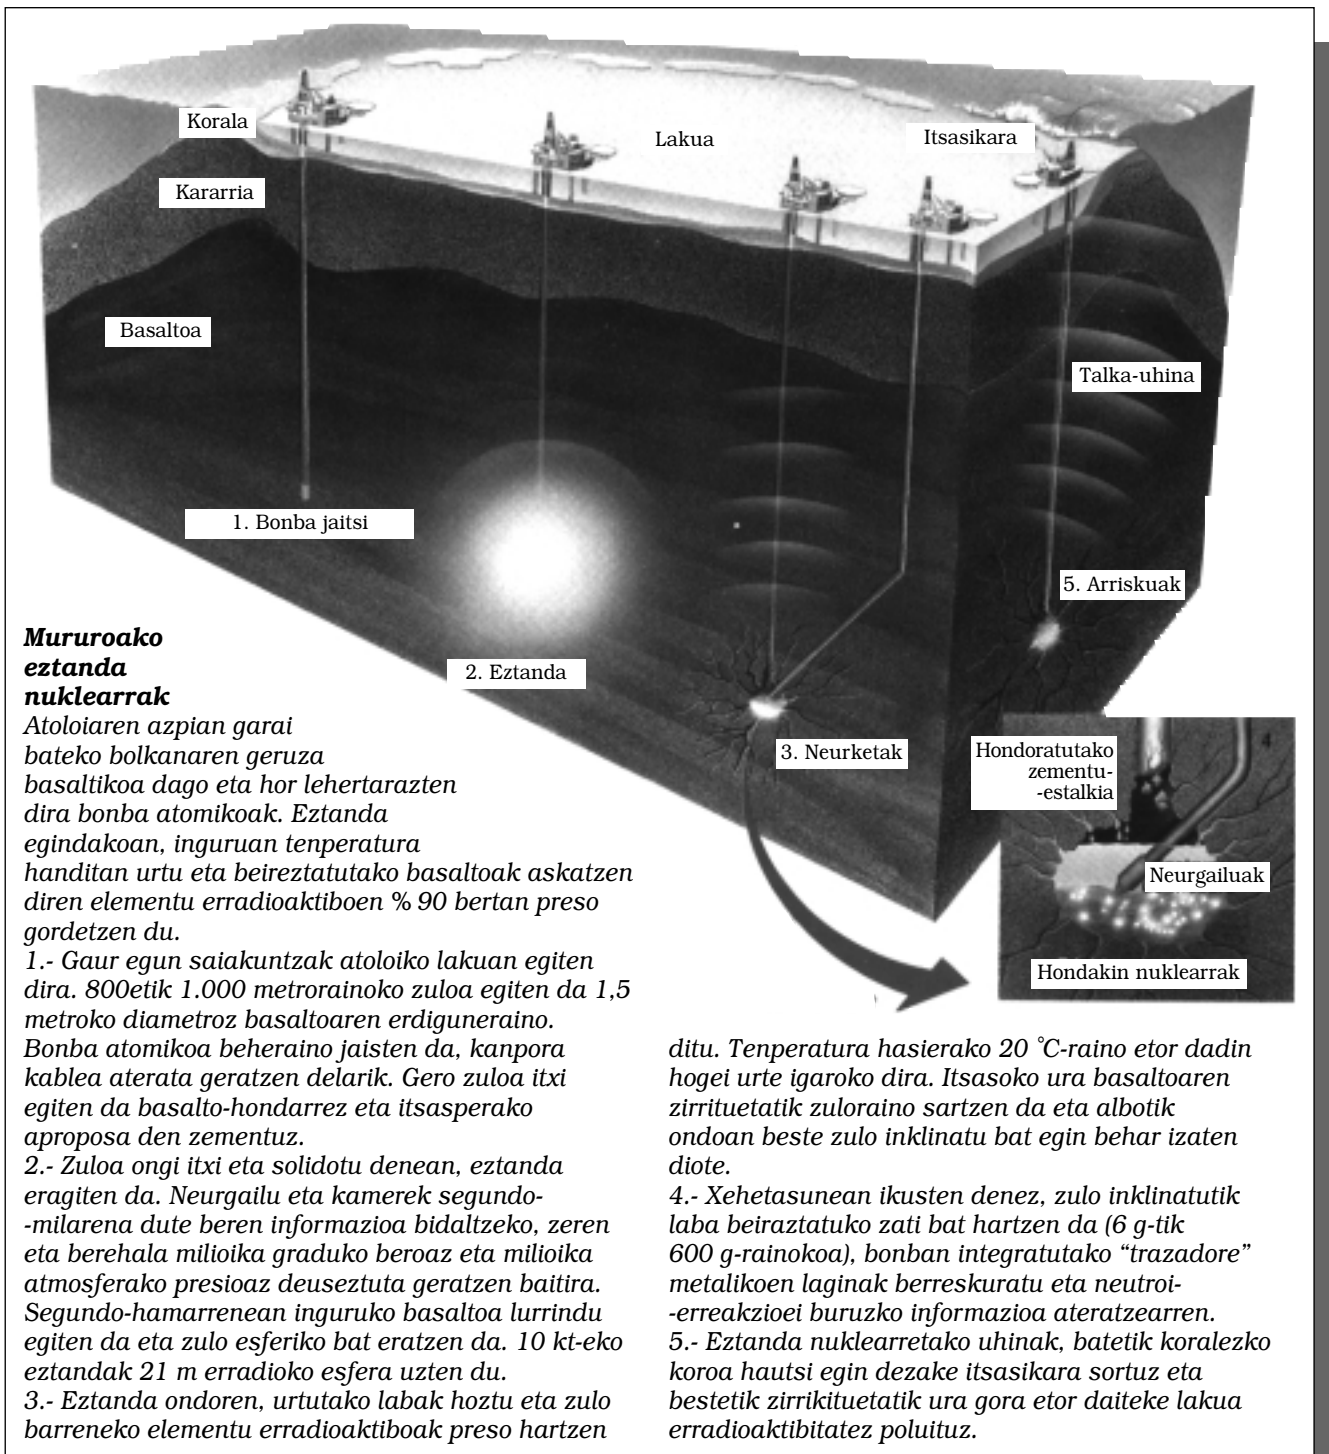 Korala
Lakua
Itsasikara
Kararria
Basaltoa
Talka-uhina
1. Bonba jaitsi
5. Arriskuak
2. Eztanda
3. Neurketak
Hondoratutako
zementu-
-estalkia
4
Neurgailuak
Hondakin nuklearrak
Mururoako
eztanda
nuklearrak
Atoloiaren azpian garai
bateko bolkanaren geruza
basaltikoa dago eta hor lehertarazten
dira bonba atomikoak. Eztanda
egindakoan, inguruan tenperatura
handitan urtu eta beireztatutako basaltoak askatzen
diren elementu erradioaktiboen % 90 bertan preso
gordetzen du.
1.- Gaur egun saiakuntzak atoloiko lakuan egiten
dira. 800etik 1.000 metrorainoko zuloa egiten da 1,5
metroko diametroz basaltoaren erdiguneraino.
Bonba atomikoa beheraino jaisten da, kanpora
kablea aterata geratzen delarik. Gero zuloa itxi
egiten da basalto-hondarrez eta itsasperako
aproposa den zementuz.
2.- Zuloa ongi itxi eta solidotu denean, eztanda
eragiten da. Neurgailu eta kamerek segundo-
-milarena dute beren informazioa bidaltzeko, zeren
eta berehala milioika graduko beroaz eta milioika
atmosferako presioaz deuseztuta geratzen baitira.
Segundo-hamarrenean inguruko basaltoa lurrindu
egiten da eta zulo esferiko bat eratzen da. 10 kt-eko
eztandak 21 m erradioko esfera uzten du.
3.- Eztanda ondoren, urtutako labak hoztu eta zulo
barreneko elementu erradioaktiboak preso hartzen
ditu. Tenperatura hasierako 20 °C-raino etor dadin
hogei urte igaroko dira. Itsasoko ura basaltoaren
zirrituetatik zuloraino sartzen da eta albotik
ondoan beste zulo inklinatu bat egin behar izaten
diote.
4.- Xehetasunean ikusten denez, zulo inklinatutik
laba beiraztatuko zati bat hartzen da (6 g-tik
600 g-rainokoa), bonban integratutako “trazadore”
metalikoen laginak berreskuratu eta neutroi-
-erreakzioei buruzko informazioa ateratzearren.
5.- Eztanda nuklearretako uhinak, batetik koralezko
koroa hautsi egin dezake itsasikara sortuz eta
bestetik zirrikituetatik ura gora etor daiteke lakua
erradioaktibitatez poluituz.